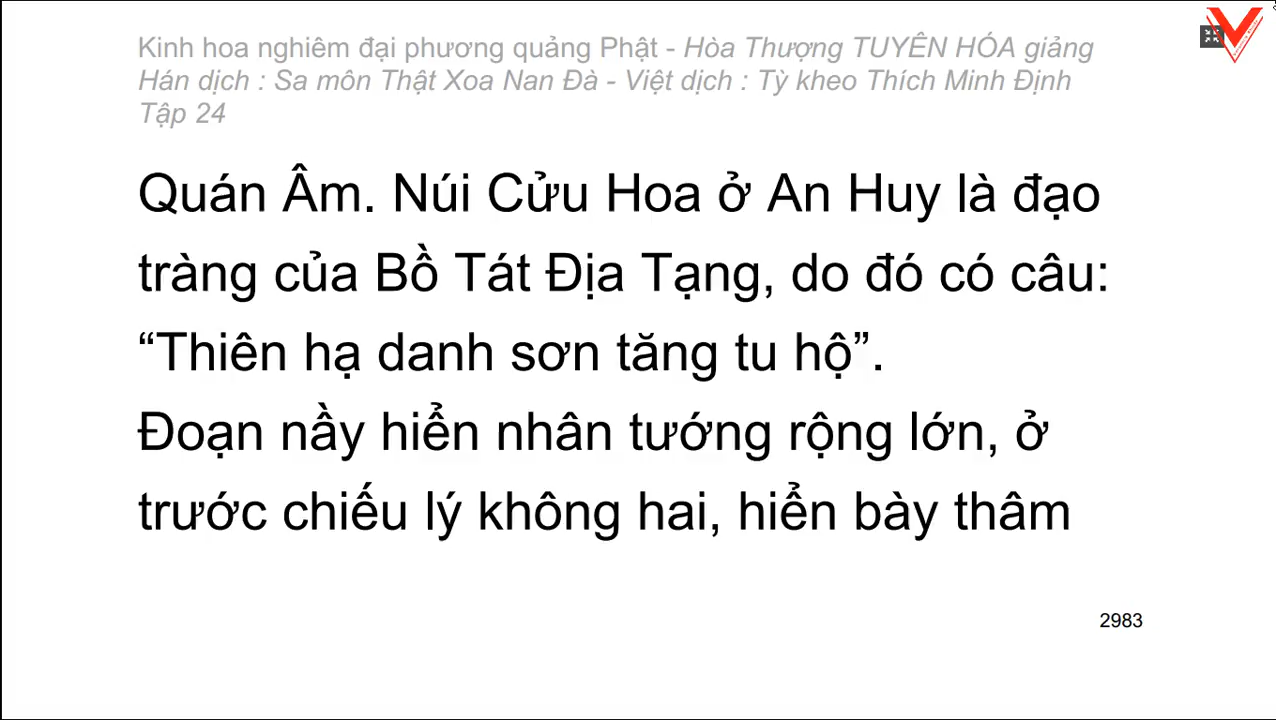 Kinh hoa nghiêm đại phương quảng Phật - Hòa Thượng TUYÊN HÓA giảng
Hán dịch : Sa môn Thật Xoa Nan Đà - Việt dịch : Tỳ kheo Thích Minh Định
Tập 24
Quán Âm. Núi Cửu Hoa ở An Huy là đạo
tràng của Bồ Tát Địa Tạng, do đó có câu:
“Thiên hạ danh sơn tăng tu hộ”.
Đoạn nầy hiển nhân tướng rộng lớn, ở
trước chiếu lý không hai, hiển bày thâm
2983